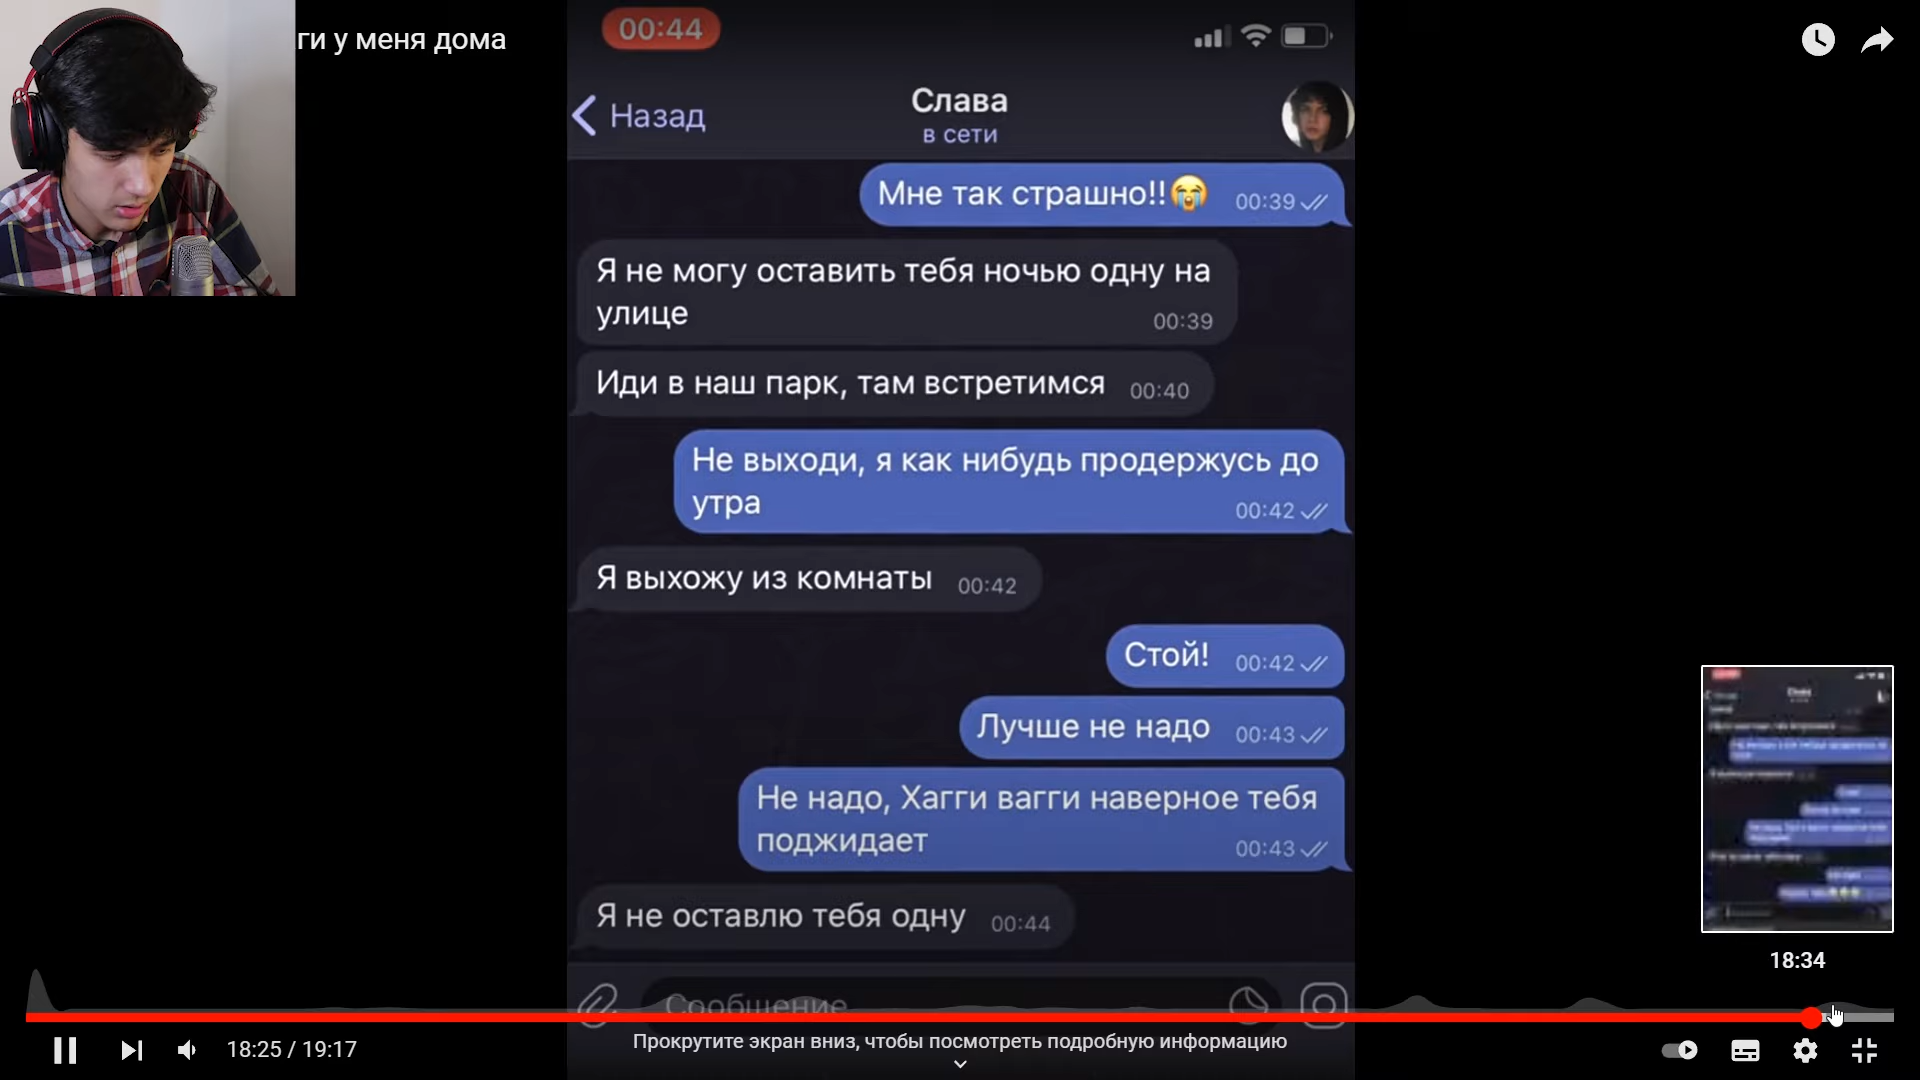 ги у меня дома
00:44
Назад
Слава
в сети
Мне так страшно!!😭 00:39
Я не могу оставить тебя ночью одну на
улице 00:39
Иди в наш парк, там встретимся 00:40
Не выходи, я как нибудь продержусь до
утра 00:42
Я выхожу из комнаты 00:42
Стой! 00:42
Лучше не надо 00:43
Не надо, Хагги вагги наверное тебя
поджидает 00:43
Я не оставлю тебя одну 00:44
Сообщение
18:34
18:25 / 19:17
Прокрутите экран вниз, чтобы посмотреть подробную информацию